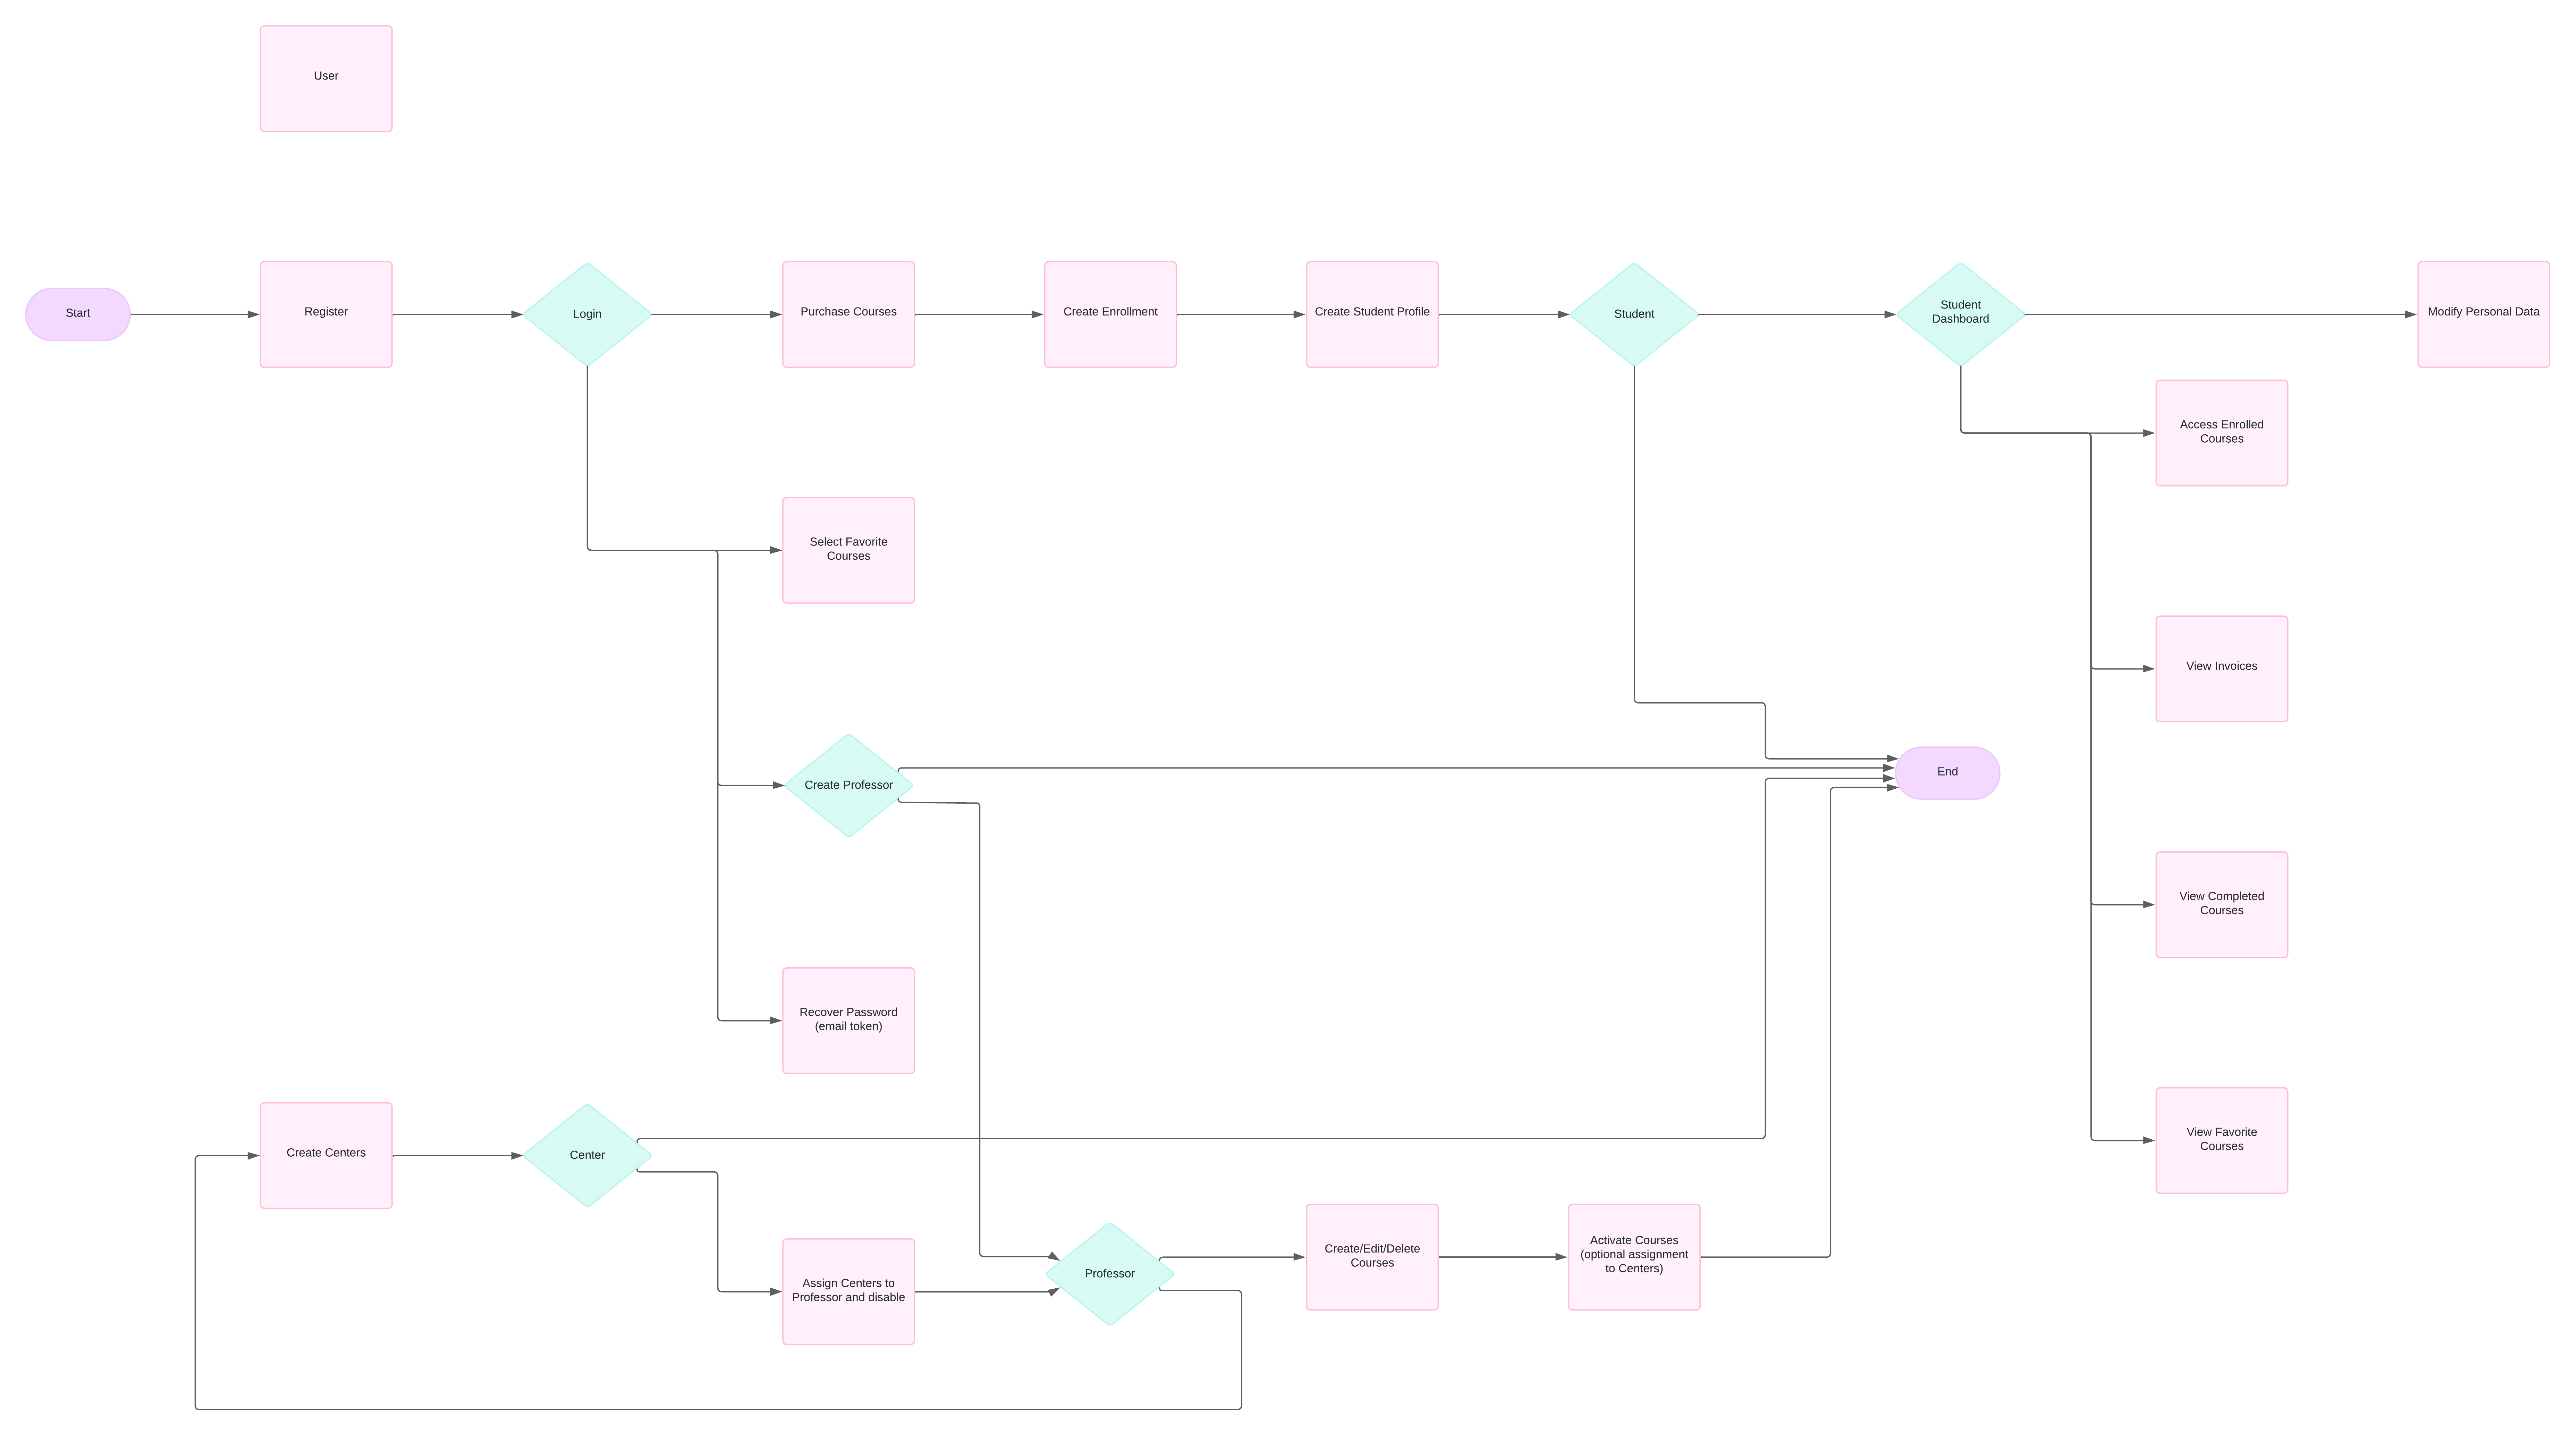 User
Start
Register
Login
Purchase Courses
Create Enrollment
Create Student Profile
Student
Student
Dashboard
Modify Personal Data
Access Enrolled
Courses
Select Favorite
Courses
View Invoices
Create Professor
End
View Completed
Courses
Recover Password
(email token)
View Favorite
Courses
Create Centers
Center
Assign Centers to
Professor and disable
Professor
Create/Edit/Delete
Courses
Activate Courses
(optional assignment
to Centers)